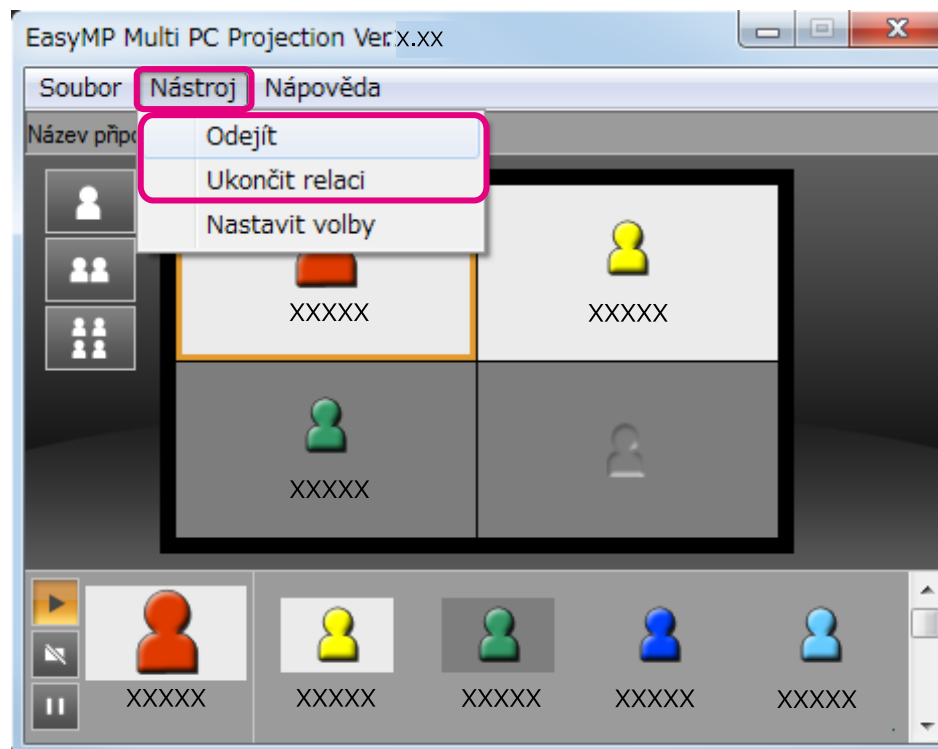 EasyMP Multi PC Projection Ver.X.XX
Soubor Nástroj Nápověda
Název
Odejít
Ukončit relaci
Nastavit volby
XXXXX XXXXX
XXXXX
XXXXX XXXXX XXXXX XXXXX XXXXX